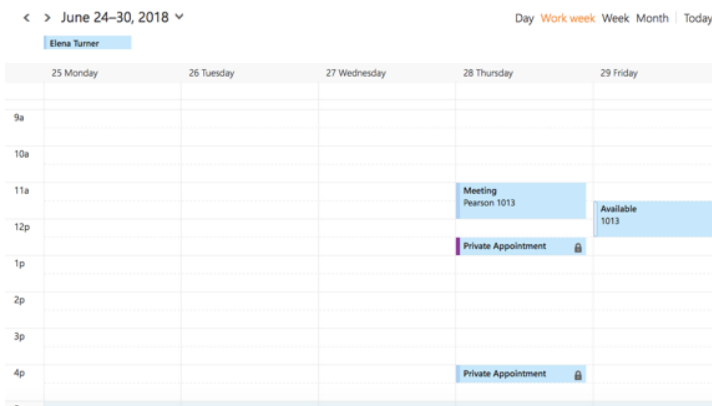 June 24–30, 2018
Day Work week Week Month Today
Elena Turner
25 Monday 26 Tuesday 27 Wednesday 28 Thursday 29 Friday
9a
10a
11a
Meeting
Pearson 1013
Available
1013
12p
Private Appointment
1p
2p
3p
4p
Private Appointment